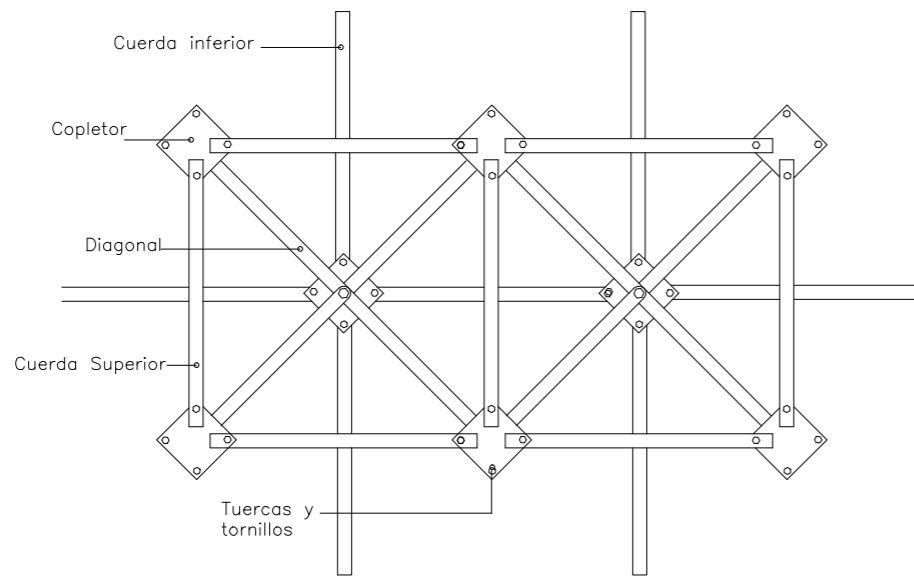 Cuerda inferior
Copletor
Diagonal
Cuerda Superior
Tuercas y
tornillos